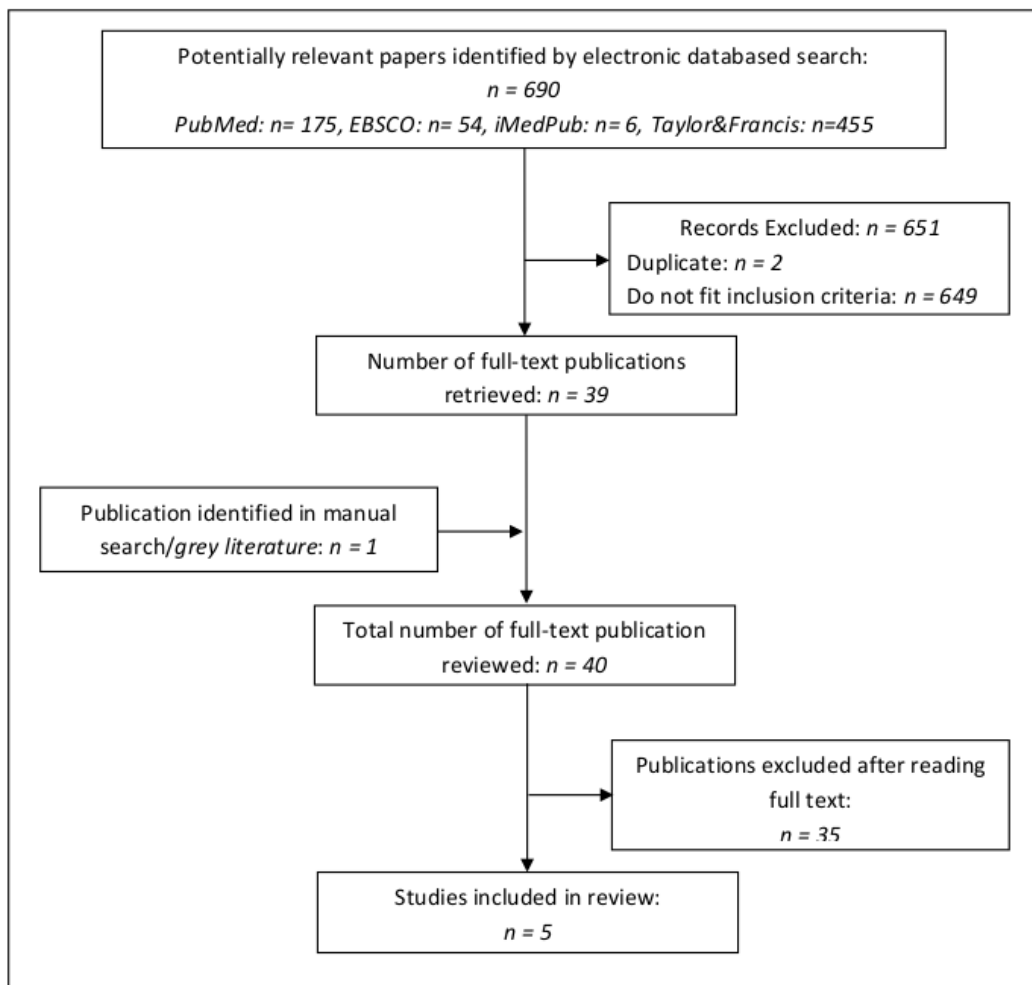 Potentially relevant papers identified by electronic databased search:
n = 690
PubMed: n= 175, EBSCO: n= 54, iMedPub: n= 6, Taylor&Francis: n=455
Records Excluded: n = 651
Duplicate: n = 2
Do not fit inclusion criteria: n = 649
Number of full-text publications
retrieved: n = 39
Publication identified in manual
search/grey literature: n = 1
Total number of full-text publication
reviewed: n = 40
Publications excluded after reading
full text:
n = 35
Studies included in review:
n = 5